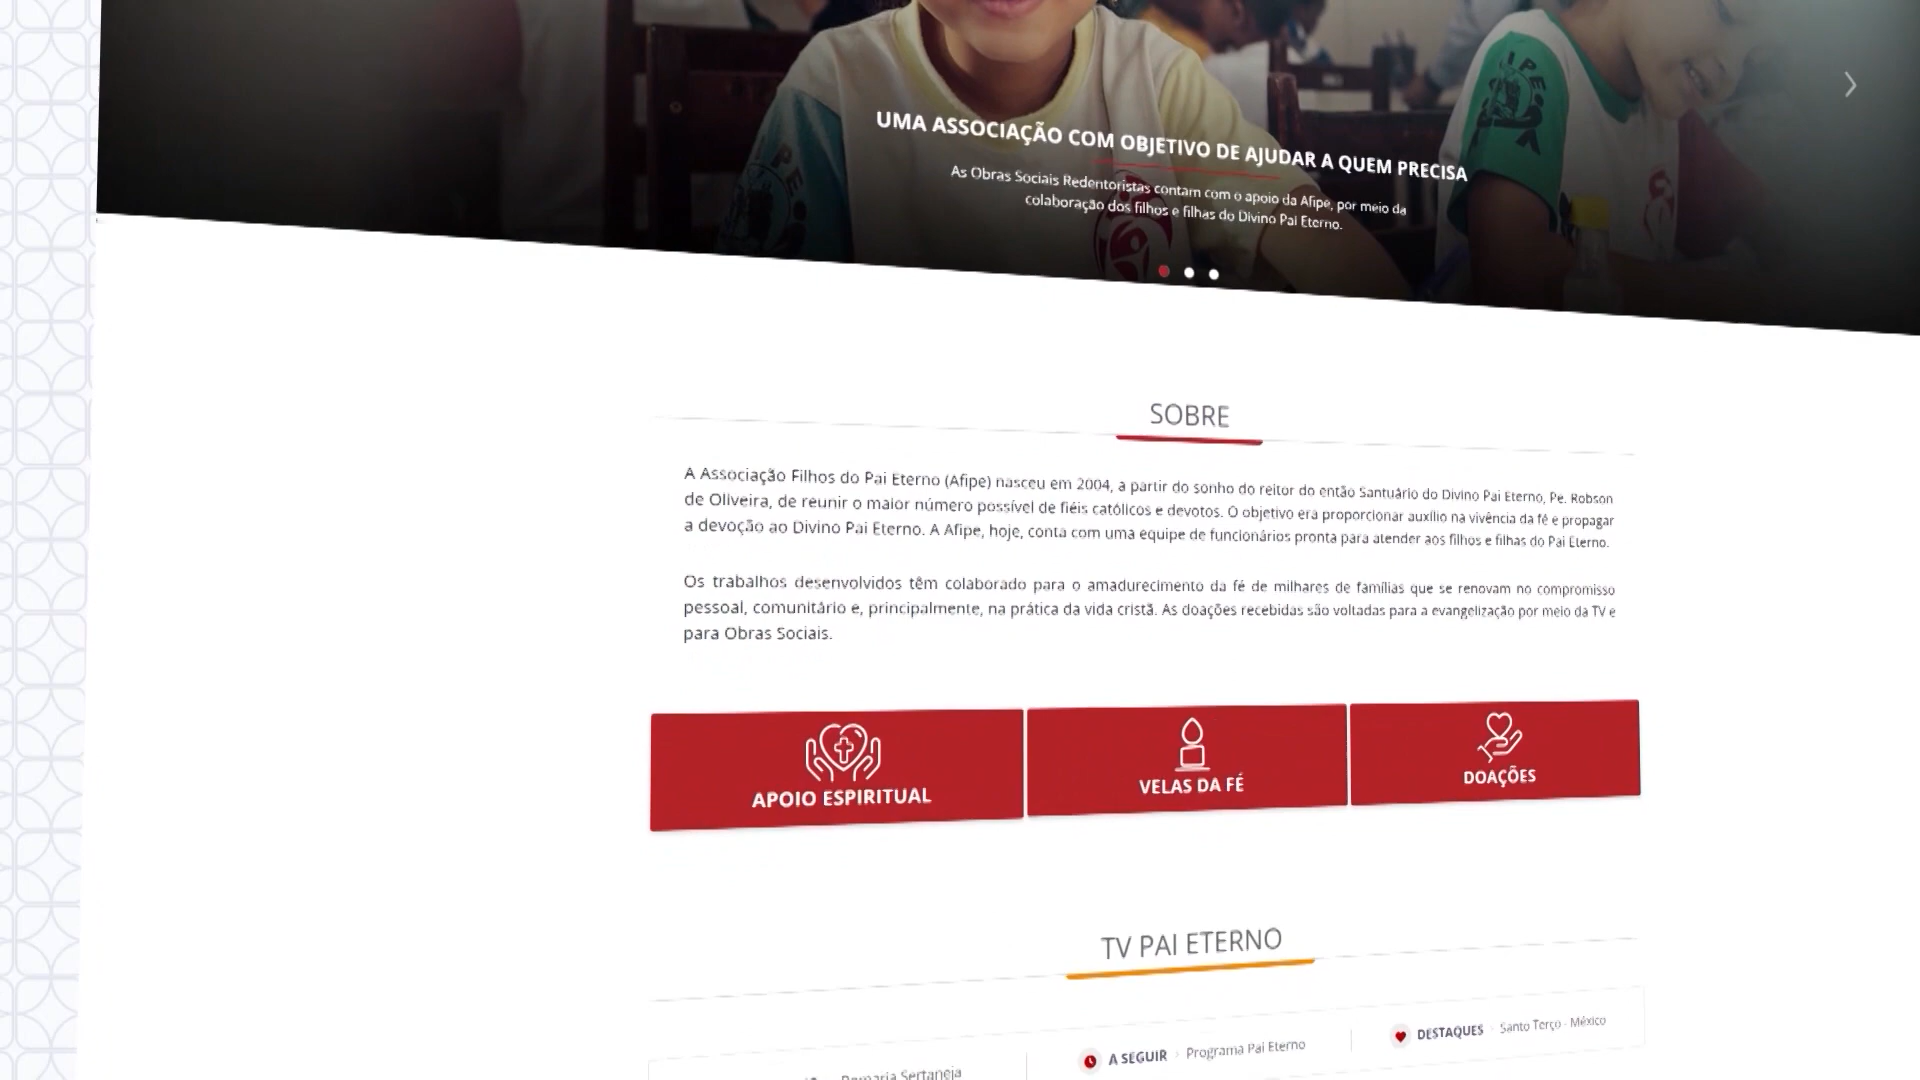 UMA ASSOCIAÇÃO COM OBJETIVO DE AJUDAR A QUEM PRECISA
As Obras Sociais Redentoristas contam com o apoio da Afipe, por meio da
colaboração dos filhos e filhas do Divino Pai Eterno.
SOBRE
A Associação Filhos do Pai Eterno (Afipe) nasceu em 2004, a partir do sonho do reitor do então Santuário do Divino Pai Eterno, Pe. Robson
de Oliveira, de reunir o maior número possível de fiéis católicos e devotos. O objetivo era proporcionar auxílio na vivência da fé e propagar
a devoção ao Divino Pai Eterno. A Afipe, hoje, conta com uma equipe de funcionários pronta para atender aos filhos e filhas do Pai Eterno.
Os trabalhos desenvolvidos têm colaborado para o amadurecimento da fé de milhares de famílias que se renovam no compromisso
pessoal, comunitário e, principalmente, na prática da vida cristã. As doações recebidas são voltadas para a evangelização por meio da TV e
para Obras Sociais.
APOIO ESPIRITUAL
VELAS DA FÉ
DOAÇÕES
TV PAI ETERNO
Romaria Sertaneja
A SEGUIR › Programa Pai Eterno
DESTAQUES › Santo Terço - México